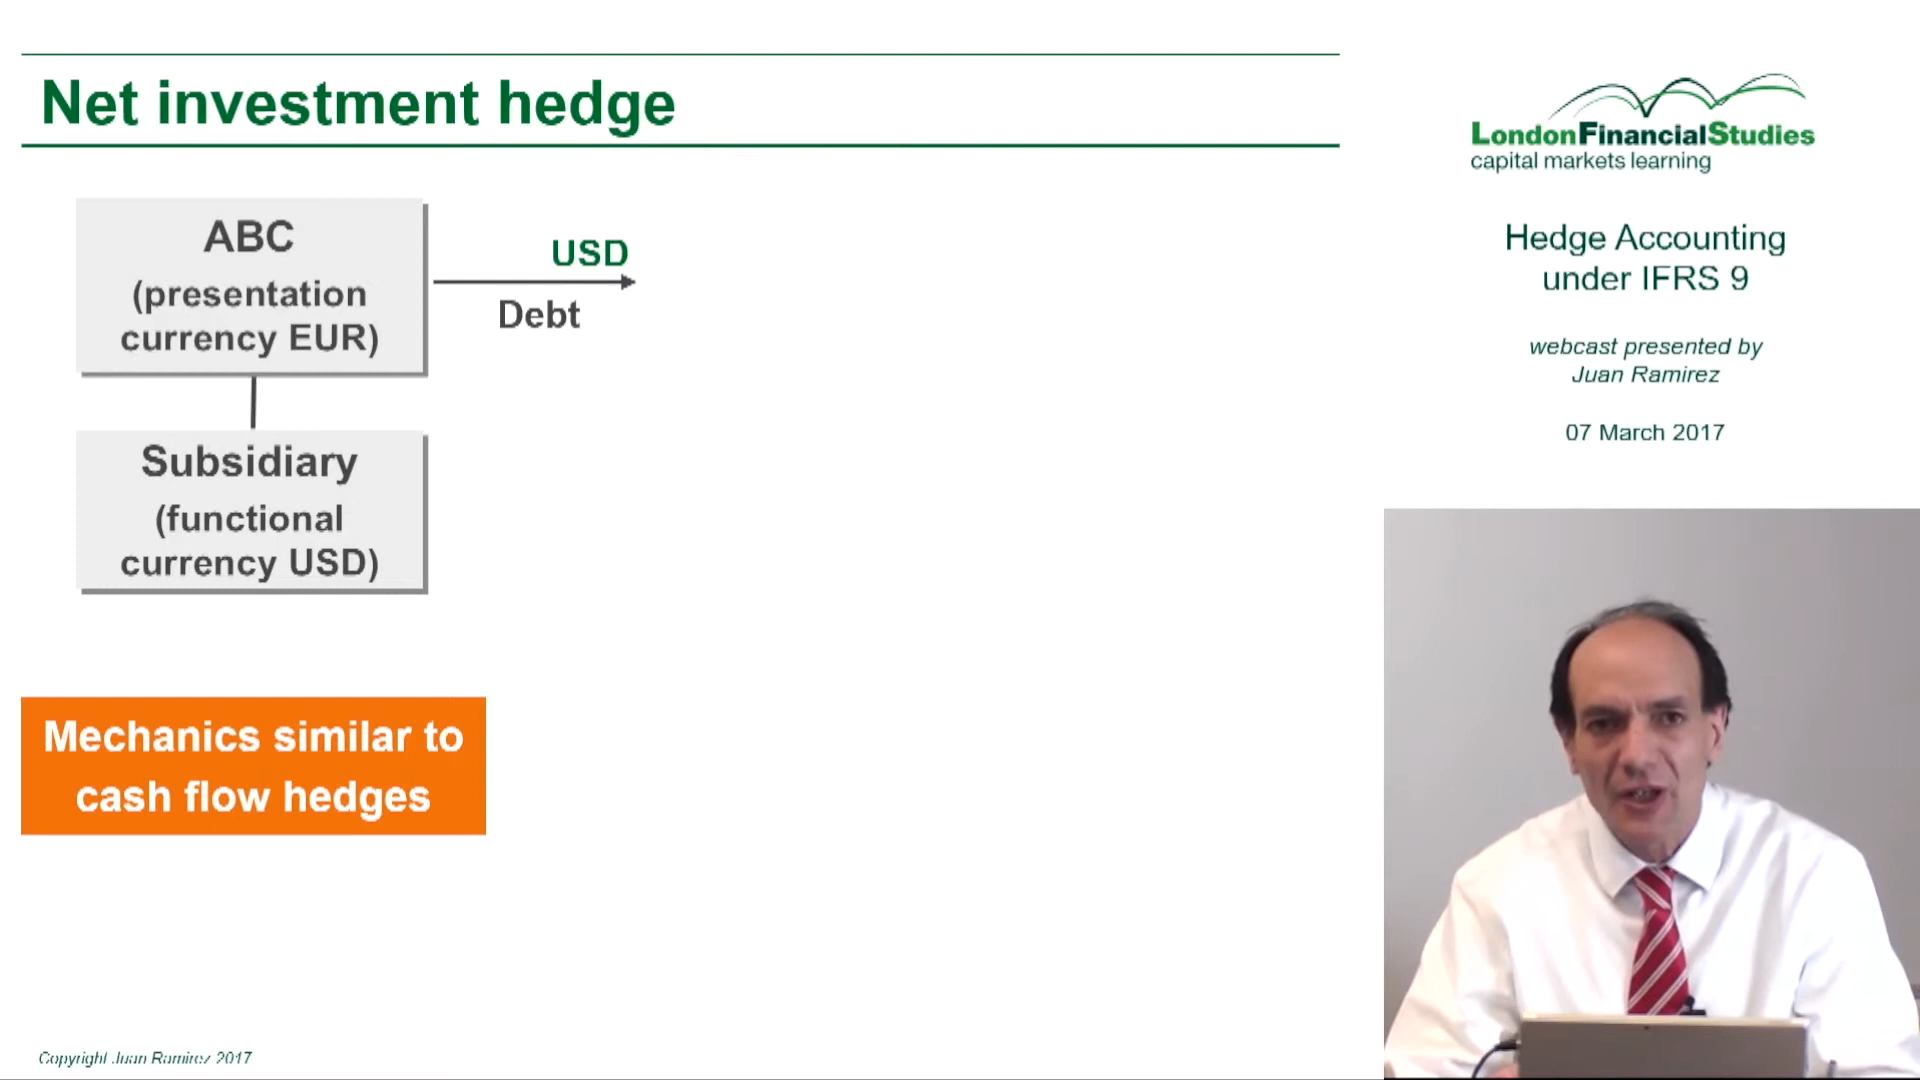 Net investment hedge
ABC
(presentation
currency EUR)
USD
Debt
Subsidiary
(functional
currency USD)
Mechanics similar to
cash flow hedges
Copyright Juan Ramirez 2017
LondonFinancialStudies
capital markets learning
Hedge Accounting
under IFRS 9
webcast presented by
Juan Ramirez
07 March 2017